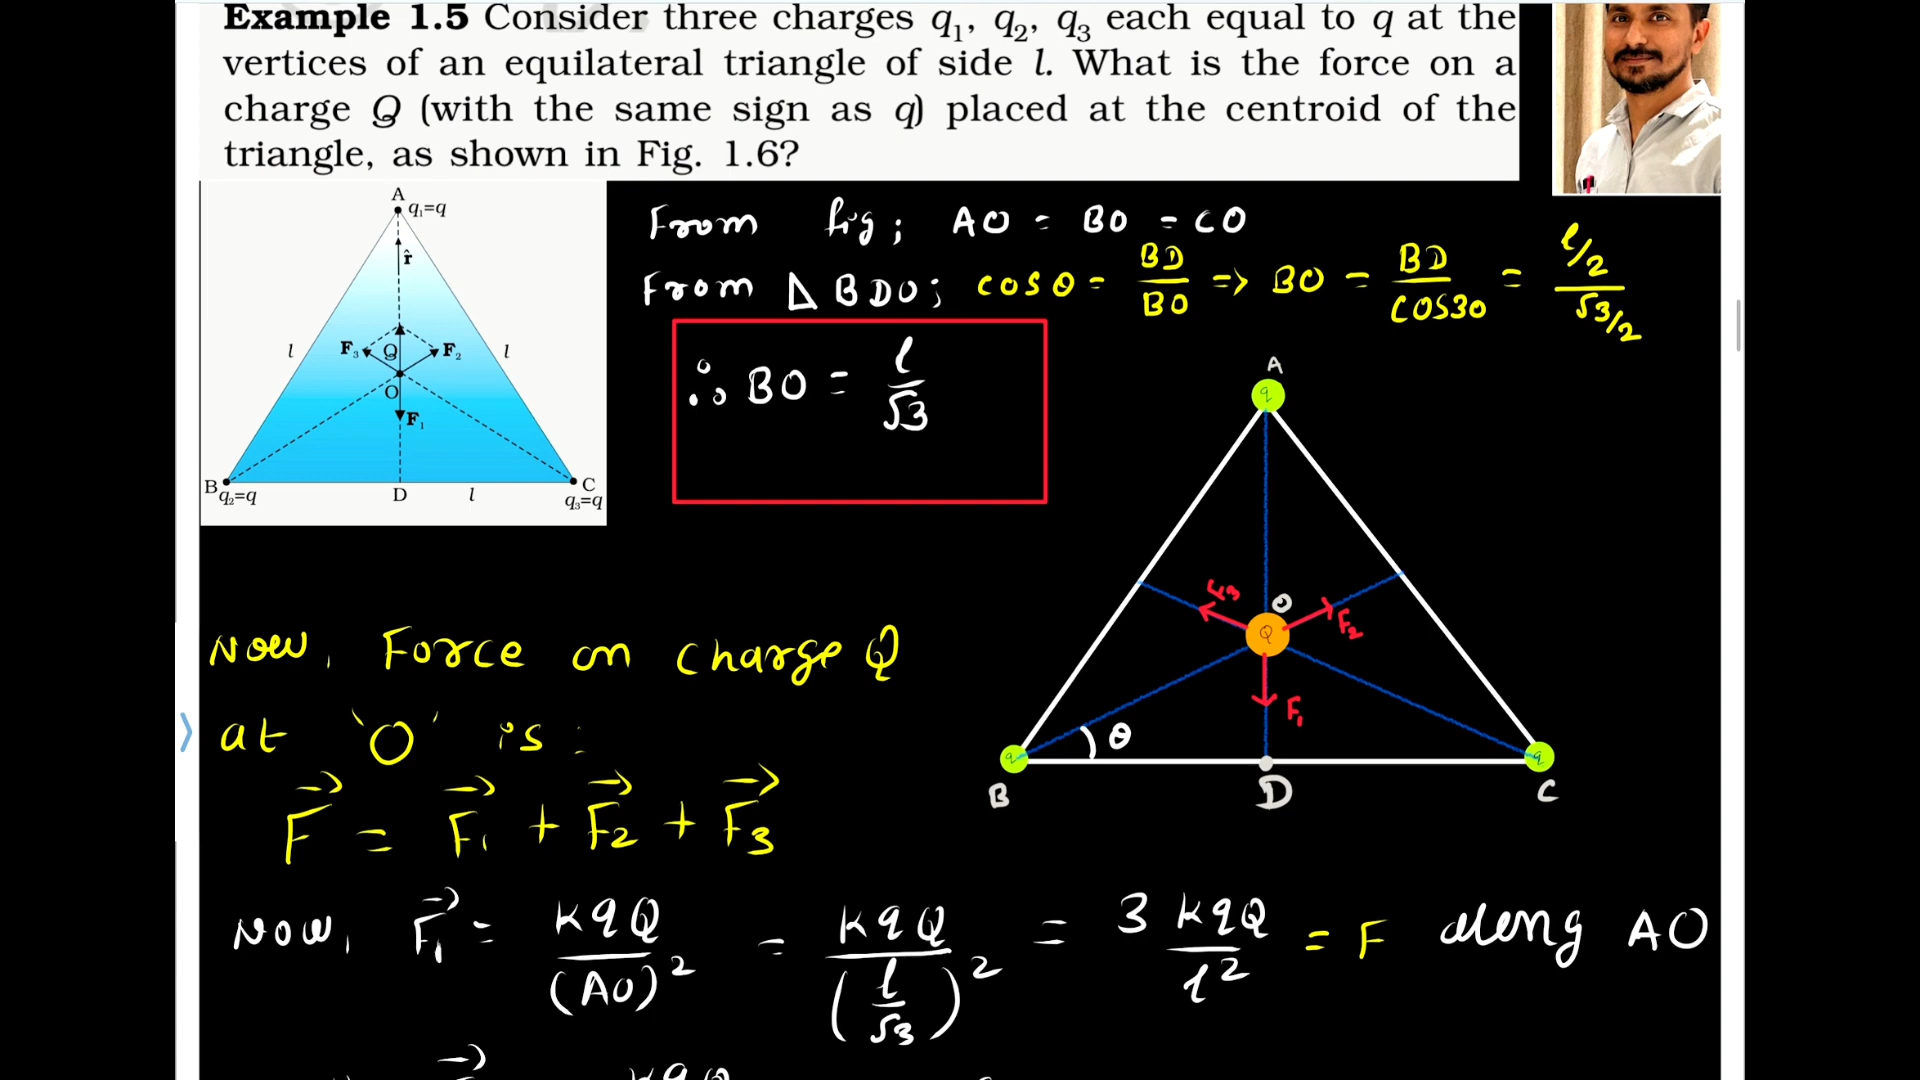 Example 1.5 Consider three charges q₁, q₂, q₃ each equal to q at the
vertices of an equilateral triangle of side l. What is the force on a
charge Q (with the same sign as q) placed at the centroid of the
triangle, as shown in Fig. 1.6?
A
q₁=q
r̂
l
F₃
Q
F₂
l
O
F₁
B
q₂=q
D
l
C
q₃=q
From fig; AO = BO = CO
From △BDO; cosθ = BD/BO => BO = BD/COS30 = (l/2)/(√3/2)
∴ BO = l/√3
A
q
F3
O
Q
F2
F1
q
θ
q
B
D
C
Now, Force on charge Q
at 'O' is :
F⃗ = F⃗1 + F⃗2 + F⃗3
Now, F⃗1 = KqQ/(AO)² = KqQ/(l/√3)² = 3KqQ/l² = F along AO